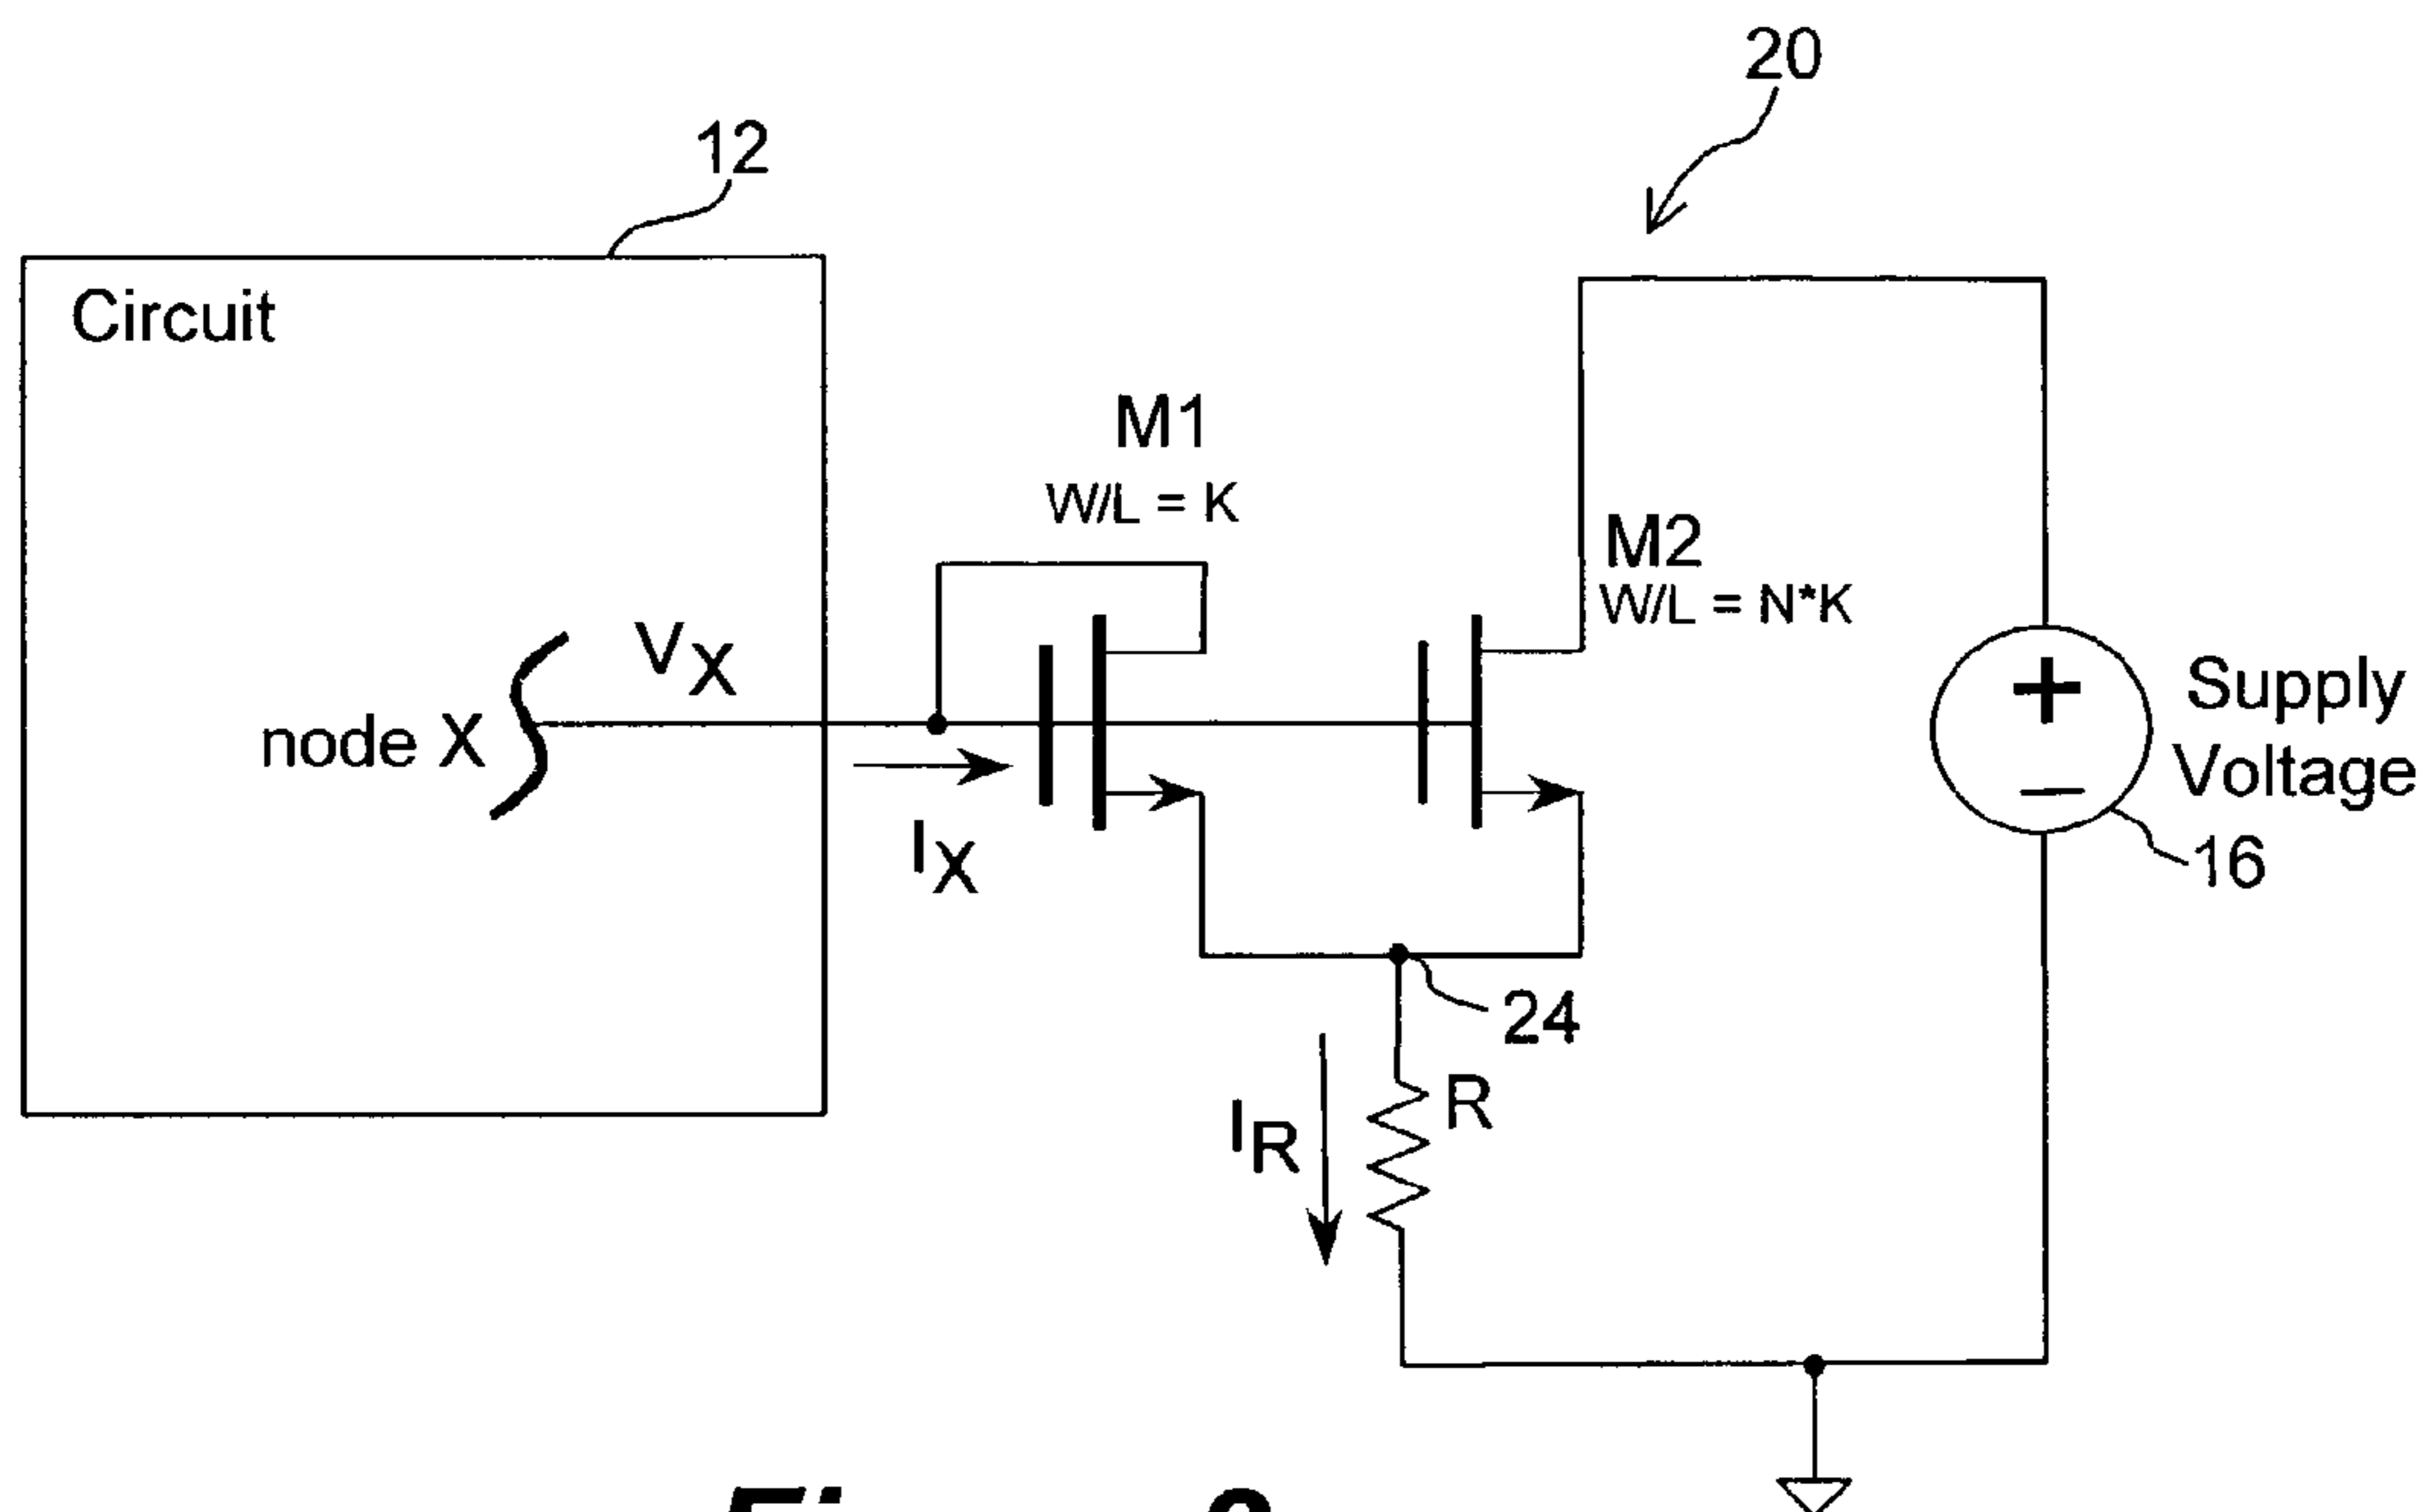 20
12
Circuit
M1
W/L = K
M2
W/L = N*K
VX
node X
IX
+
Supply
Voltage
−
16
24
R
IR